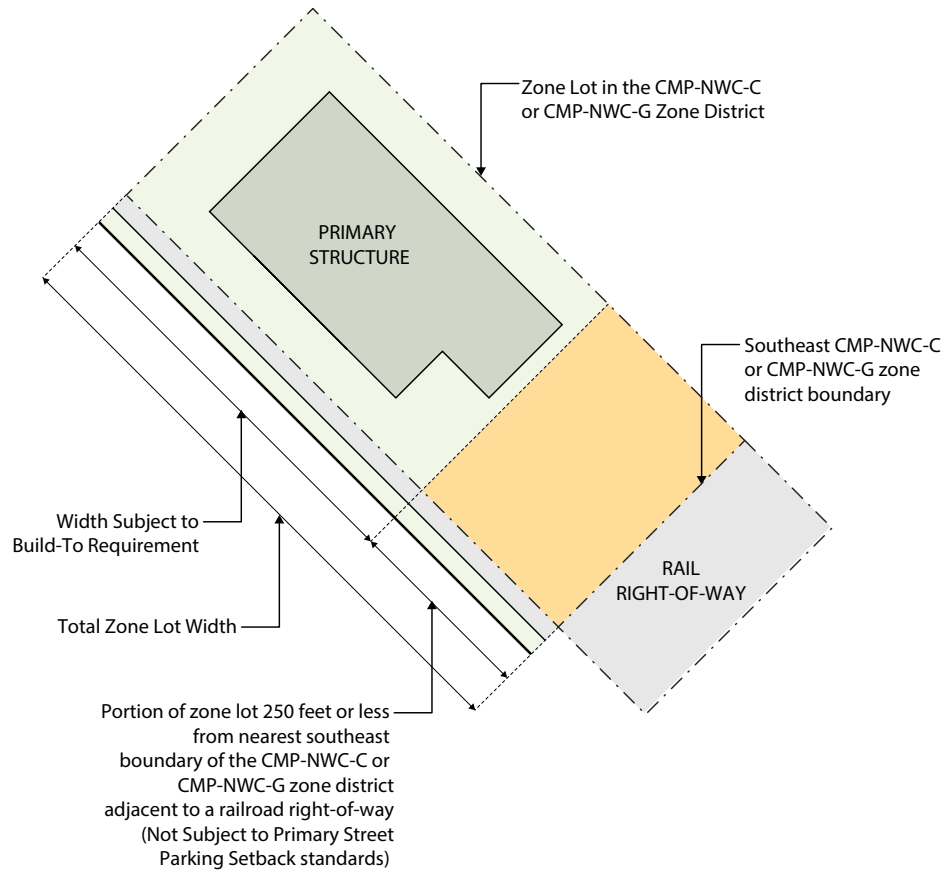 Zone Lot in the CMP-NWC-C
or CMP-NWC-G Zone District
PRIMARY
STRUCTURE
Southeast CMP-NWC-C
or CMP-NWC-G zone
district boundary
Width Subject to
Build-To Requirement
RAIL
RIGHT-OF-WAY
Total Zone Lot Width
Portion of zone lot 250 feet or less
from nearest southeast
boundary of the CMP-NWC-C or
CMP-NWC-G zone district
adjacent to a railroad right-of-way
(Not Subject to Primary Street
Parking Setback standards)